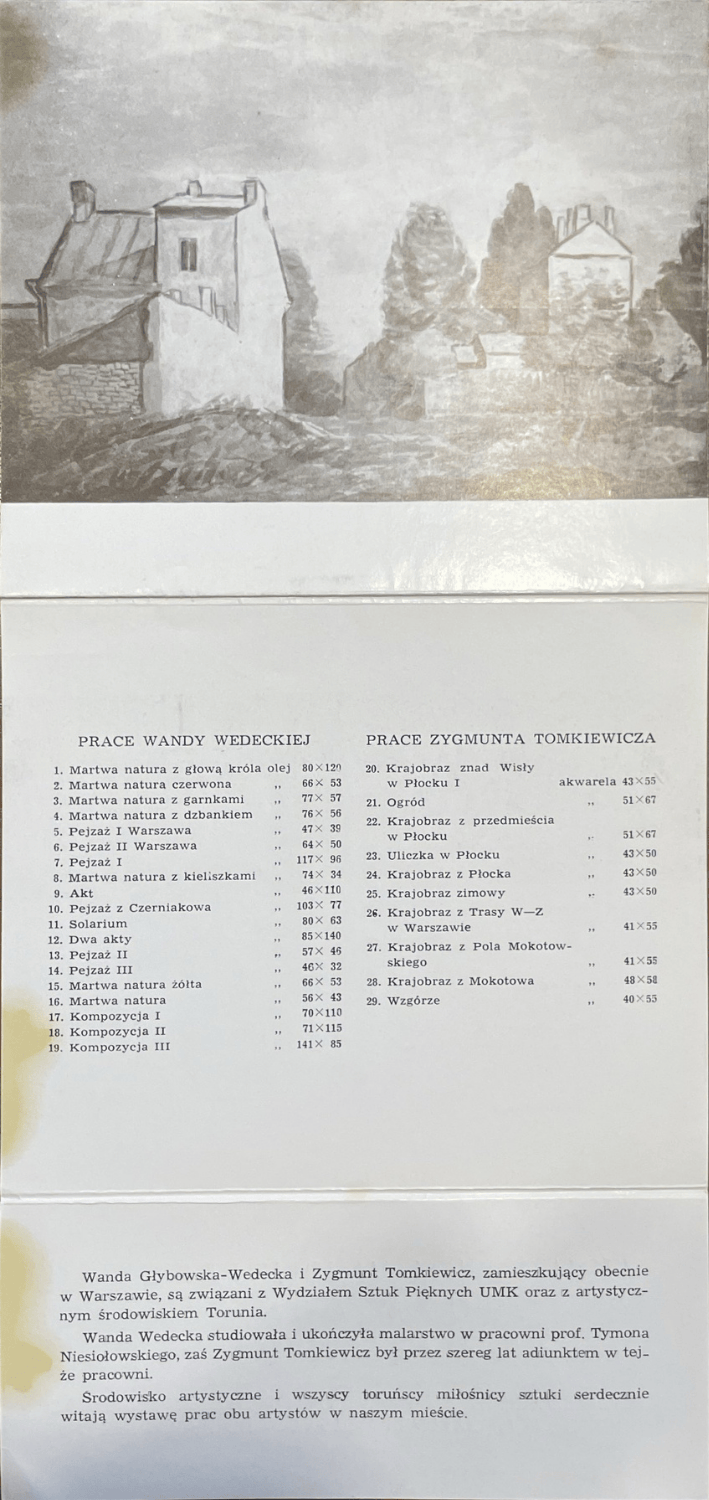 PRACE WANDY WEDECKIEJ
1. Martwa natura z głową króla olej 80×120
2. Martwa natura czerwona „ 66× 53
3. Martwa natura z garnkami „ 77× 57
4. Martwa natura z dzbankiem „ 76× 56
5. Pejzaż I Warszawa „ 47× 39
6. Pejzaż II Warszawa „ 64× 50
7. Pejzaż I „ 117× 96
8. Martwa natura z kieliszkami „ 74× 34
9. Akt „ 46×110
10. Pejzaż z Czerniakowa „ 103× 77
11. Solarium „ 80× 63
12. Dwa akty „ 85×140
13. Pejzaż II „ 57× 46
14. Pejzaż III „ 46× 32
15. Martwa natura żółta „ 66× 53
16. Martwa natura „ 56× 43
17. Kompozycja I „ 70×110
18. Kompozycja II „ 71×115
19. Kompozycja III „ 141× 85
PRACE ZYGMUNTA TOMKIEWICZA
20. Krajobraz znad Wisły
w Płocku I akwarela 43×55
21. Ogród „ 51×67
22. Krajobraz z przedmieścia
w Płocku „ 51×67
23. Uliczka w Płocku „ 43×50
24. Krajobraz z Płocka „ 43×50
25. Krajobraz zimowy „ 43×50
26. Krajobraz z Trasy W—Z
w Warszawie „ 41×55
27. Krajobraz z Pola Mokotow-
skiego „ 41×55
28. Krajobraz z Mokotowa „ 48×58
29. Wzgórze „ 40×55
Wanda Głybowska-Wedecka i Zygmunt Tomkiewicz, zamieszkujący obecnie
w Warszawie, są związani z Wydziałem Sztuk Pięknych UMK oraz z artystycz-
nym środowiskiem Torunia.
Wanda Wedecka studiowała i ukończyła malarstwo w pracowni prof. Tymona
Niesiołowskiego, zaś Zygmunt Tomkiewicz był przez szereg lat adiunktem w tej-
że pracowni.
Srodowisko artystyczne i wszyscy toruńscy miłośnicy sztuki serdecznie
witają wystawę prac obu artystów w naszym mieście.